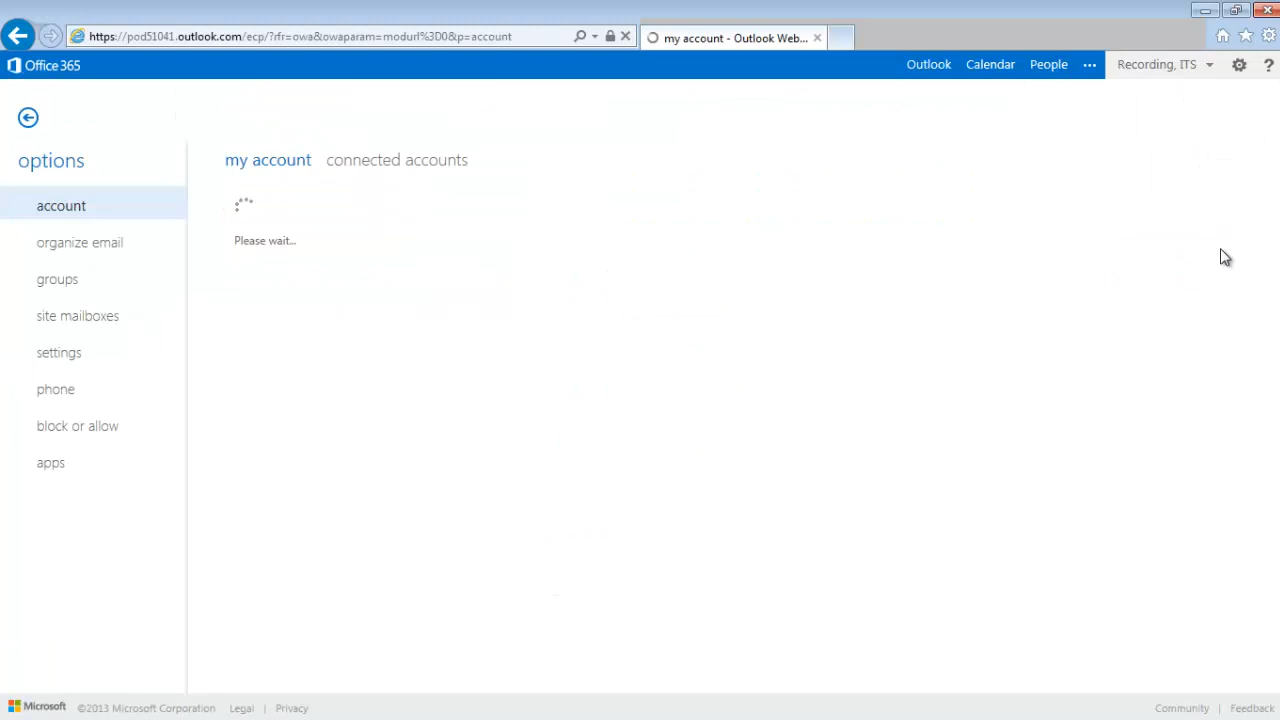 https://pod51041.outlook.com/ecp/?rfr=owa&owaparam=modurl%3D0&p=account
my account - Outlook Web...
Office 365
Outlook
Calendar
People
...
Recording, ITS
?
options
my account
connected accounts
account
Please wait...
organize email
groups
site mailboxes
settings
phone
block or allow
apps
Microsoft ©2013 Microsoft Corporation Legal | Privacy
Community | Feedback